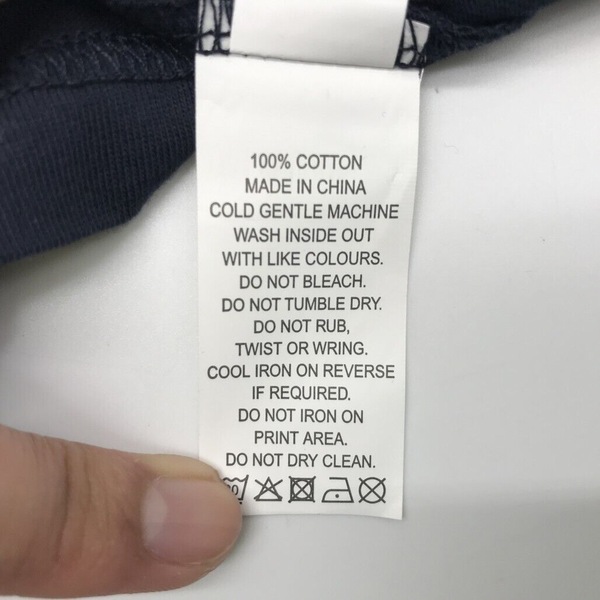 100% COTTON
MADE IN CHINA
COLD GENTLE MACHINE
WASH INSIDE OUT
WITH LIKE COLOURS.
DO NOT BLEACH.
DO NOT TUMBLE DRY.
DO NOT RUB,
TWIST OR WRING.
COOL IRON ON REVERSE
IF REQUIRED.
DO NOT IRON ON
PRINT AREA.
DO NOT DRY CLEAN.